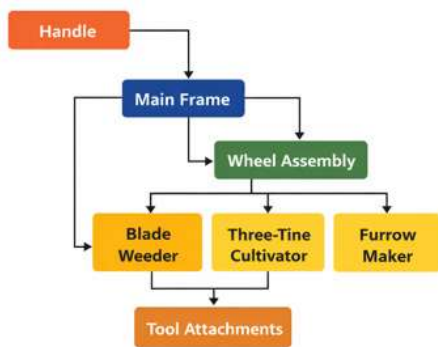 Handle
Main Frame
Wheel Assembly
Blade
Weeder
Three-Tine
Cultivator
Furrow
Maker
Tool Attachments